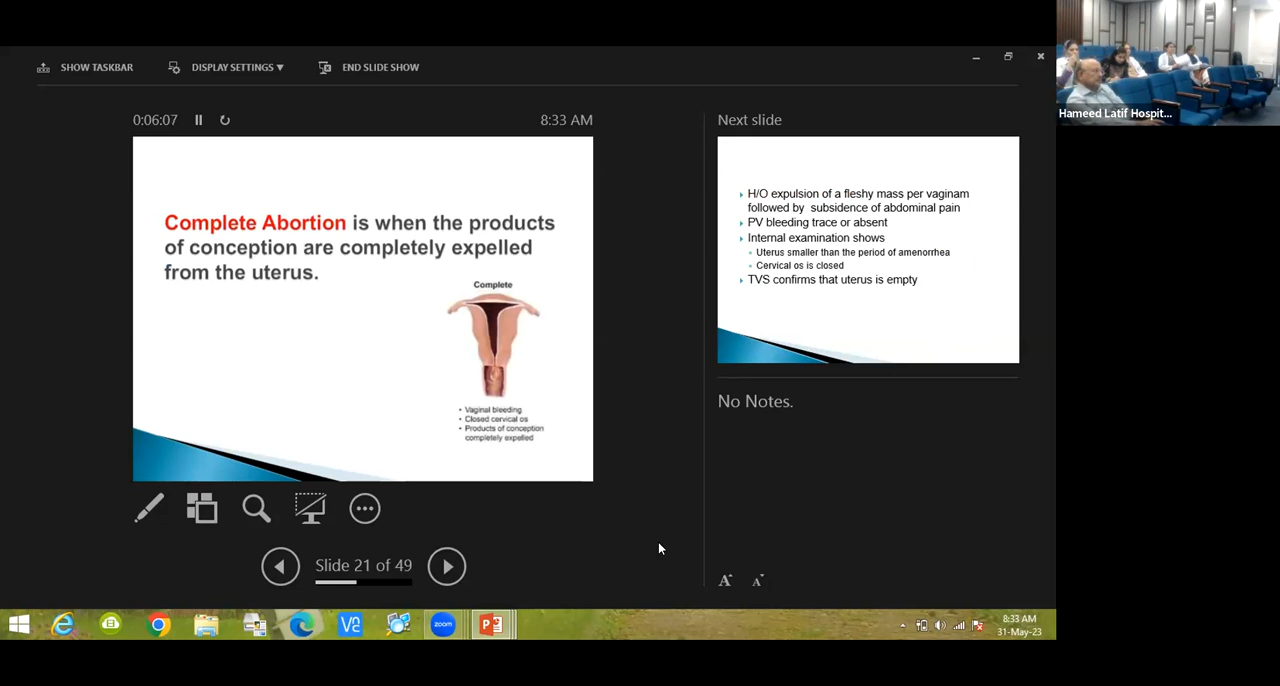 SHOW TASKBAR
DISPLAY SETTINGS ▼
END SLIDE SHOW
Hameed Latif Hospit...
0:06:07
8:33 AM
Complete Abortion is when the products
of conception are completely expelled
from the uterus.
Complete
• Vaginal bleeding
• Closed cervical os
• Products of conception
completely expelled
Slide 21 of 49
Next slide
H/O expulsion of a fleshy mass per vaginam
followed by subsidence of abdominal pain
PV bleeding trace or absent
Internal examination shows
Uterus smaller than the period of amenorrhea
Cervical os is closed
TVS confirms that uterus is empty
No Notes.
A A
zoom
8:33 AM
31-May-23